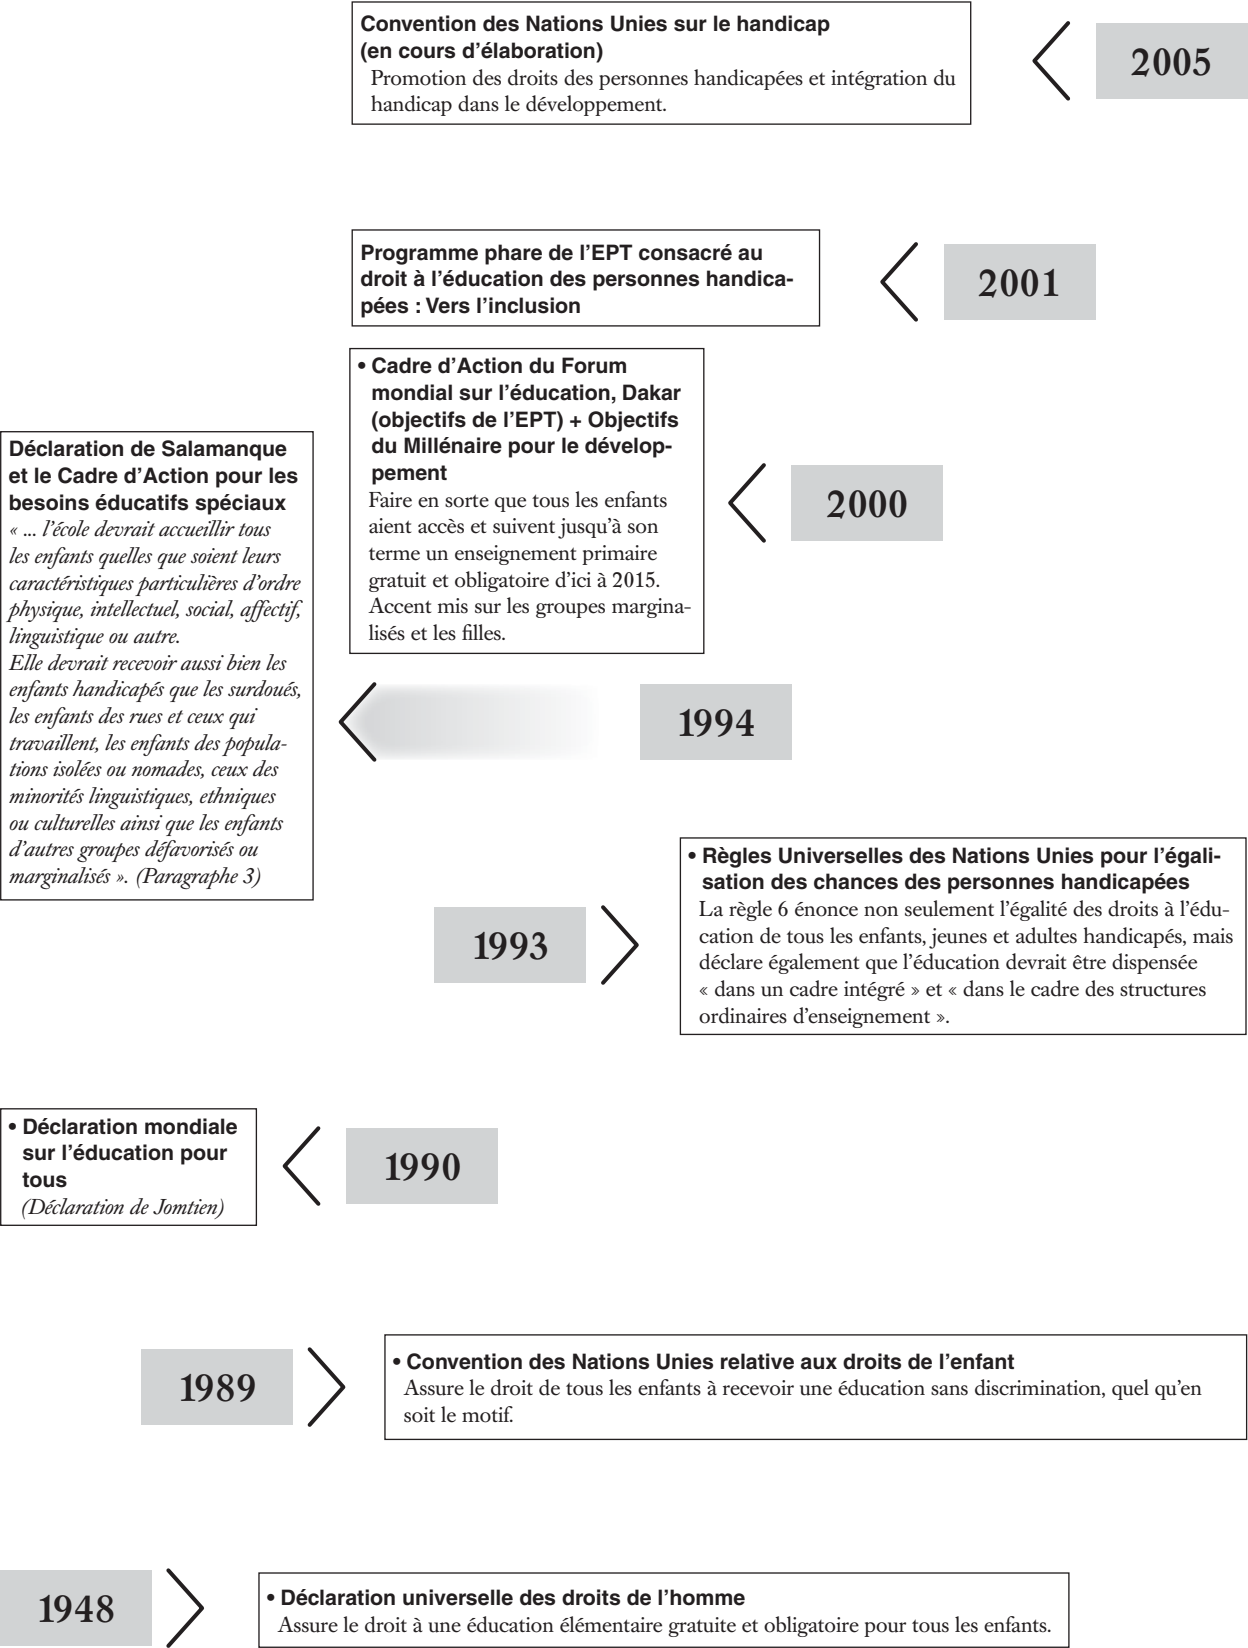 Convention des Nations Unies sur le handicap
(en cours d’élaboration)
Promotion des droits des personnes handicapées et intégration du
handicap dans le développement.
2005
Programme phare de l’EPT consacré au
droit à l’éducation des personnes handica-
pées : Vers l’inclusion
2001
• Cadre d’Action du Forum
mondial sur l’éducation, Dakar
(objectifs de l’EPT) + Objectifs
du Millénaire pour le dévelop-
pement
Faire en sorte que tous les enfants
aient accès et suivent jusqu’à son
terme un enseignement primaire
gratuit et obligatoire d’ici à 2015.
Accent mis sur les groupes margina-
lisés et les filles.
2000
Déclaration de Salamanque
et le Cadre d’Action pour les
besoins éducatifs spéciaux
« ... l’école devrait accueillir tous
les enfants quelles que soient leurs
caractéristiques particulières d’ordre
physique, intellectuel, social, affectif,
linguistique ou autre.
Elle devrait recevoir aussi bien les
enfants handicapés que les surdoués,
les enfants des rues et ceux qui
travaillent, les enfants des popula-
tions isolées ou nomades, ceux des
minorités linguistiques, ethniques
ou culturelles ainsi que les enfants
d’autres groupes défavorisés ou
marginalisés ». (Paragraphe 3)
1994
• Règles Universelles des Nations Unies pour l’égali-
sation des chances des personnes handicapées
La règle 6 énonce non seulement l’égalité des droits à l’édu-
cation de tous les enfants, jeunes et adultes handicapés, mais
déclare également que l’éducation devrait être dispensée
« dans un cadre intégré » et « dans le cadre des structures
ordinaires d’enseignement ».
1993
• Déclaration mondiale
sur l’éducation pour
tous
(Déclaration de Jomtien)
1990
1989
• Convention des Nations Unies relative aux droits de l’enfant
Assure le droit de tous les enfants à recevoir une éducation sans discrimination, quel qu’en
soit le motif.
1948
• Déclaration universelle des droits de l’homme
Assure le droit à une éducation élémentaire gratuite et obligatoire pour tous les enfants.